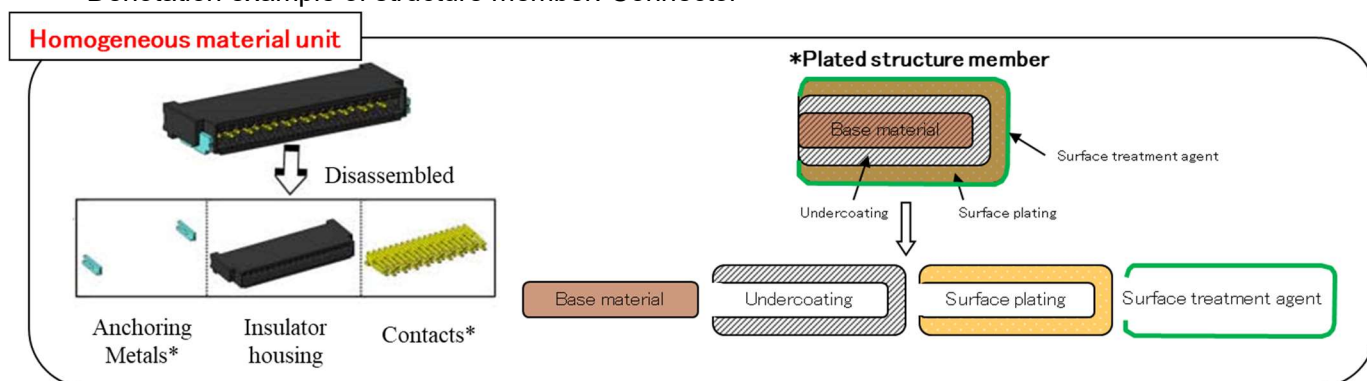 Homogeneous material unit
*Plated structure member
Base material
Surface treatment agent
Undercoating
Surface plating
Disassembled
Anchoring
Metals*
Insulator
housing
Contacts*
Base material
Undercoating
Surface plating
Surface treatment agent